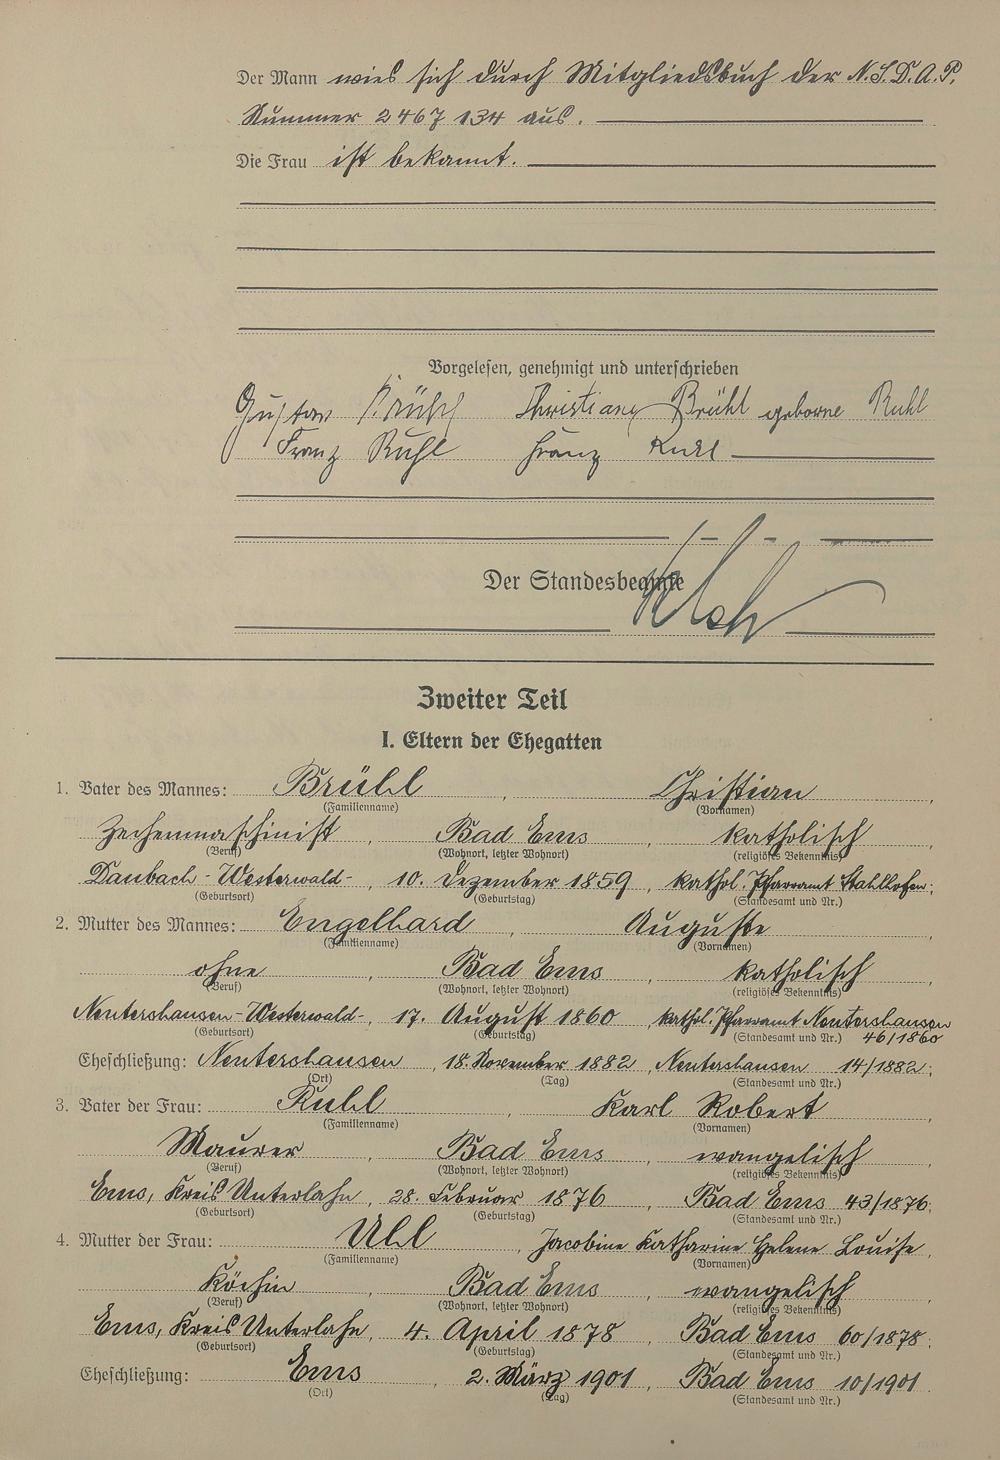 Der Mann wies sich durch Mitgliedsbuch der N.S.D.A.P.
Nummer 2467 134 aus.
Die Frau ist bekannt.
Vorgelesen, genehmigt und unterschrieben
Gustav Brühl Christiane Brühl geborne Ruhl
Franz Ruhl Franz Ruhl
Der Standesbeamte
Zweiter Teil
I. Eltern der Ehegatten
1. Vater des Mannes: Brühl, Christian,
(Familienname) (Vornamen)
Zechenmaschinist, Bad Ems, katholisch
(Beruf) (Wohnort, letzter Wohnort) (religiöses Bekenntnis)
Daubach - Westerwald -, 10. Dezember 1859, kathol. Pfarramt Stahlhofen;
(Geburtsort) (Geburtstag) (Standesamt und Nr.)
2. Mutter des Mannes: Engelhard, Auguste,
(Familienname) (Vornamen)
ohne, Bad Ems, katholisch,
(Beruf) (Wohnort, letzter Wohnort) (religiöses Bekenntnis)
Nentershausen - Westerwald -, 17. August 1860, kathol. Pfarramt Nentershausen
(Geburtsort) (Geburtstag) (Standesamt und Nr.) 46/1860
Eheschließung: Nentershausen, 18. November 1882, Nentershausen 14/1882;
(Ort) (Tag) (Standesamt und Nr.)
3. Vater der Frau: Ruhl, Karl Robert,
(Familienname) (Vornamen)
Maurer, Bad Ems, evangelisch,
(Beruf) (Wohnort, letzter Wohnort) (religiöses Bekenntnis)
Ems, Kreis Unterlahn, 28. Februar 1876, Bad Ems 43/1876;
(Geburtsort) (Geburtstag) (Standesamt und Nr.)
4. Mutter der Frau: Uhl, Jacobine Katharine Helene Louise,
(Familienname) (Vornamen)
Köchin, Bad Ems, evangelisch,
(Beruf) (Wohnort, letzter Wohnort) (religiöses Bekenntnis)
Ems, Kreis Unterlahn, 4. April 1878, Bad Ems 60/1878;
(Geburtsort) (Geburtstag) (Standesamt und Nr.)
Eheschließung: Ems, 2. März 1901, Bad Ems 10/1901.
(Ort) (Tag) (Standesamt und Nr.)